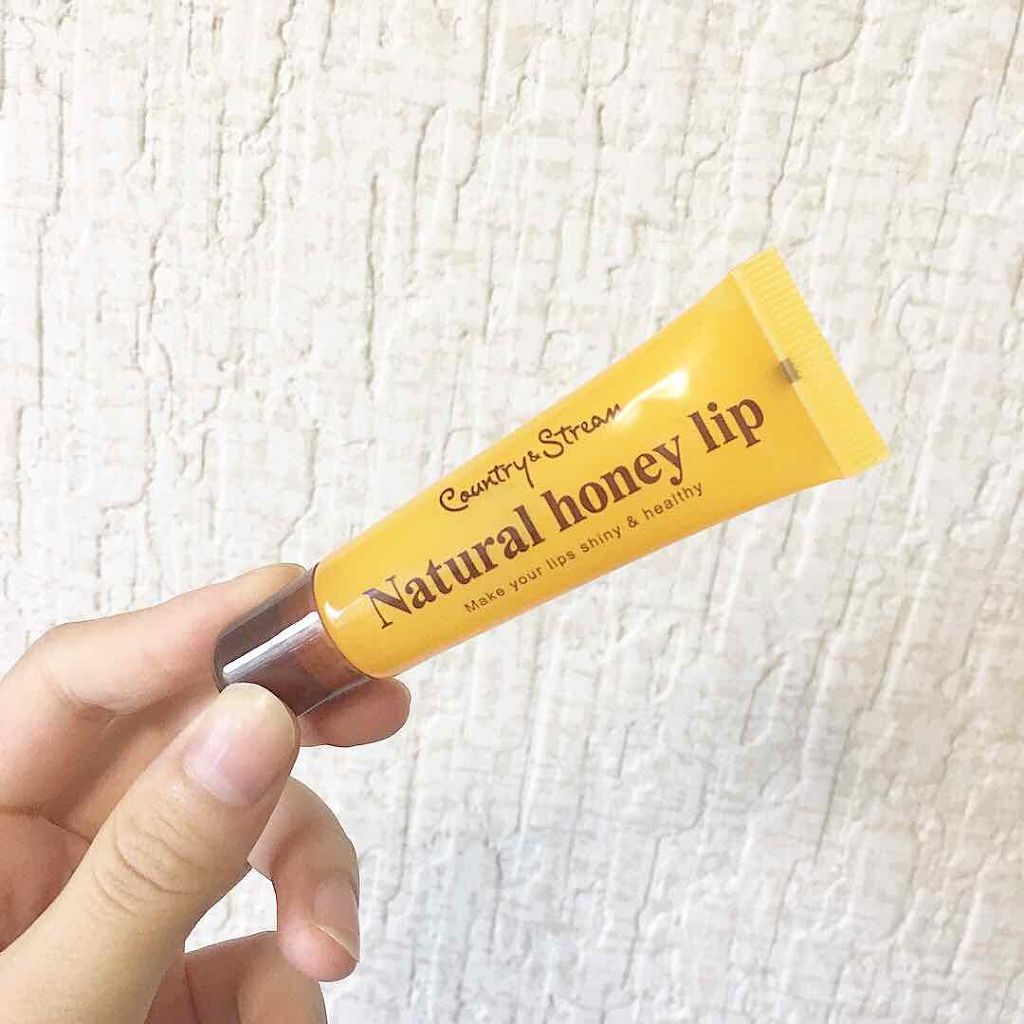 Country & Stream
Natural honey lip
Make your lips shiny & healthy